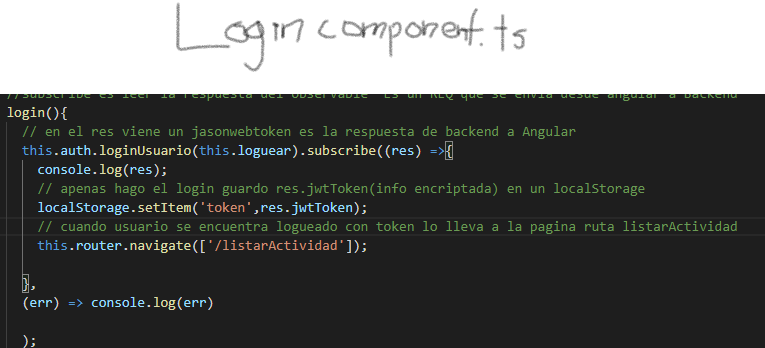 Login component.ts
//subscribe es leer la respuesta del observable Es un REQ que se envia desde angular a backend
login(){
// en el res viene un jasonwebtoken es la respuesta de backend a Angular
this.auth.loginUsuario(this.loguear).subscribe((res) =>{
console.log(res);
// apenas hago el login guardo res.jwtToken(info encriptada) en un localStorage
localStorage.setItem('token',res.jwtToken);
// cuando usuario se encuentra logueado con token lo lleva a la pagina ruta listarActividad
this.router.navigate(['/listarActividad']);
},
(err) => console.log(err)
);